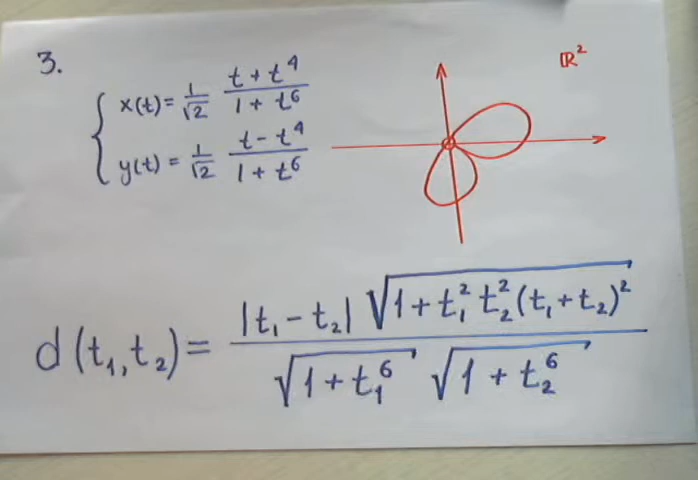 3.
x(t) = 1/√2 (t + t⁴)/(1 + t⁶)
y(t) = 1/√2 (t - t⁴)/(1 + t⁶)
ℝ²
d(t₁, t₂) = |t₁ - t₂| √(1 + t₁² t₂² (t₁ + t₂)²) / (√(1 + t₁⁶) √(1 + t₂⁶))